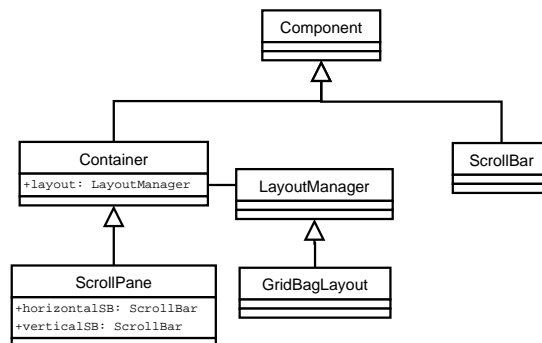 Component
Container
+layout: LayoutManager
LayoutManager
ScrollBar
ScrollPane
+horizontalSB: ScrollBar
+verticalSB: ScrollBar
GridBagLayout